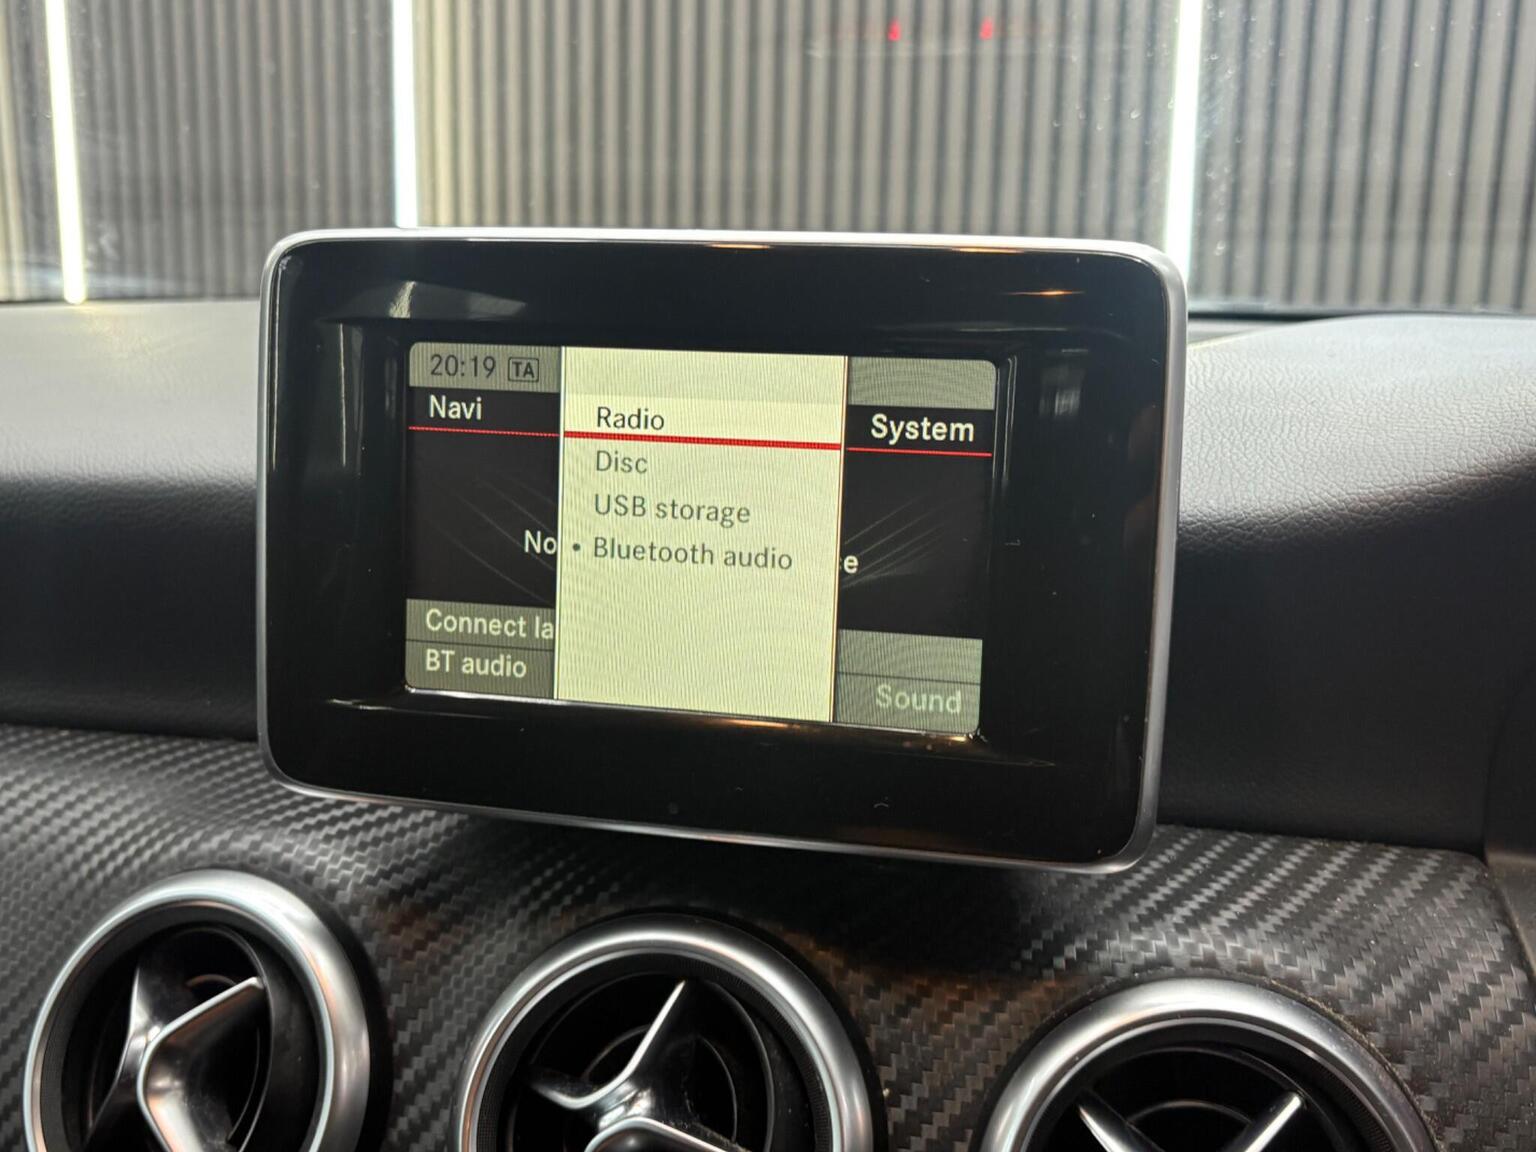 20:19 TA
Navi
Radio
System
Disc
USB storage
No
• Bluetooth audio
e
Connect la
BT audio
Sound